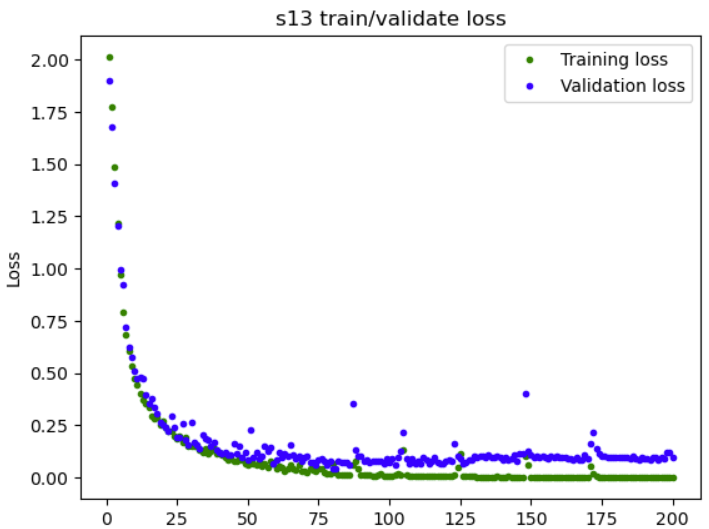 s13 train/validate loss
Training loss
Validation loss
Loss
2.00
1.75
1.50
1.25
1.00
0.75
0.50
0.25
0.00
0 25 50 75 100 125 150 175 200